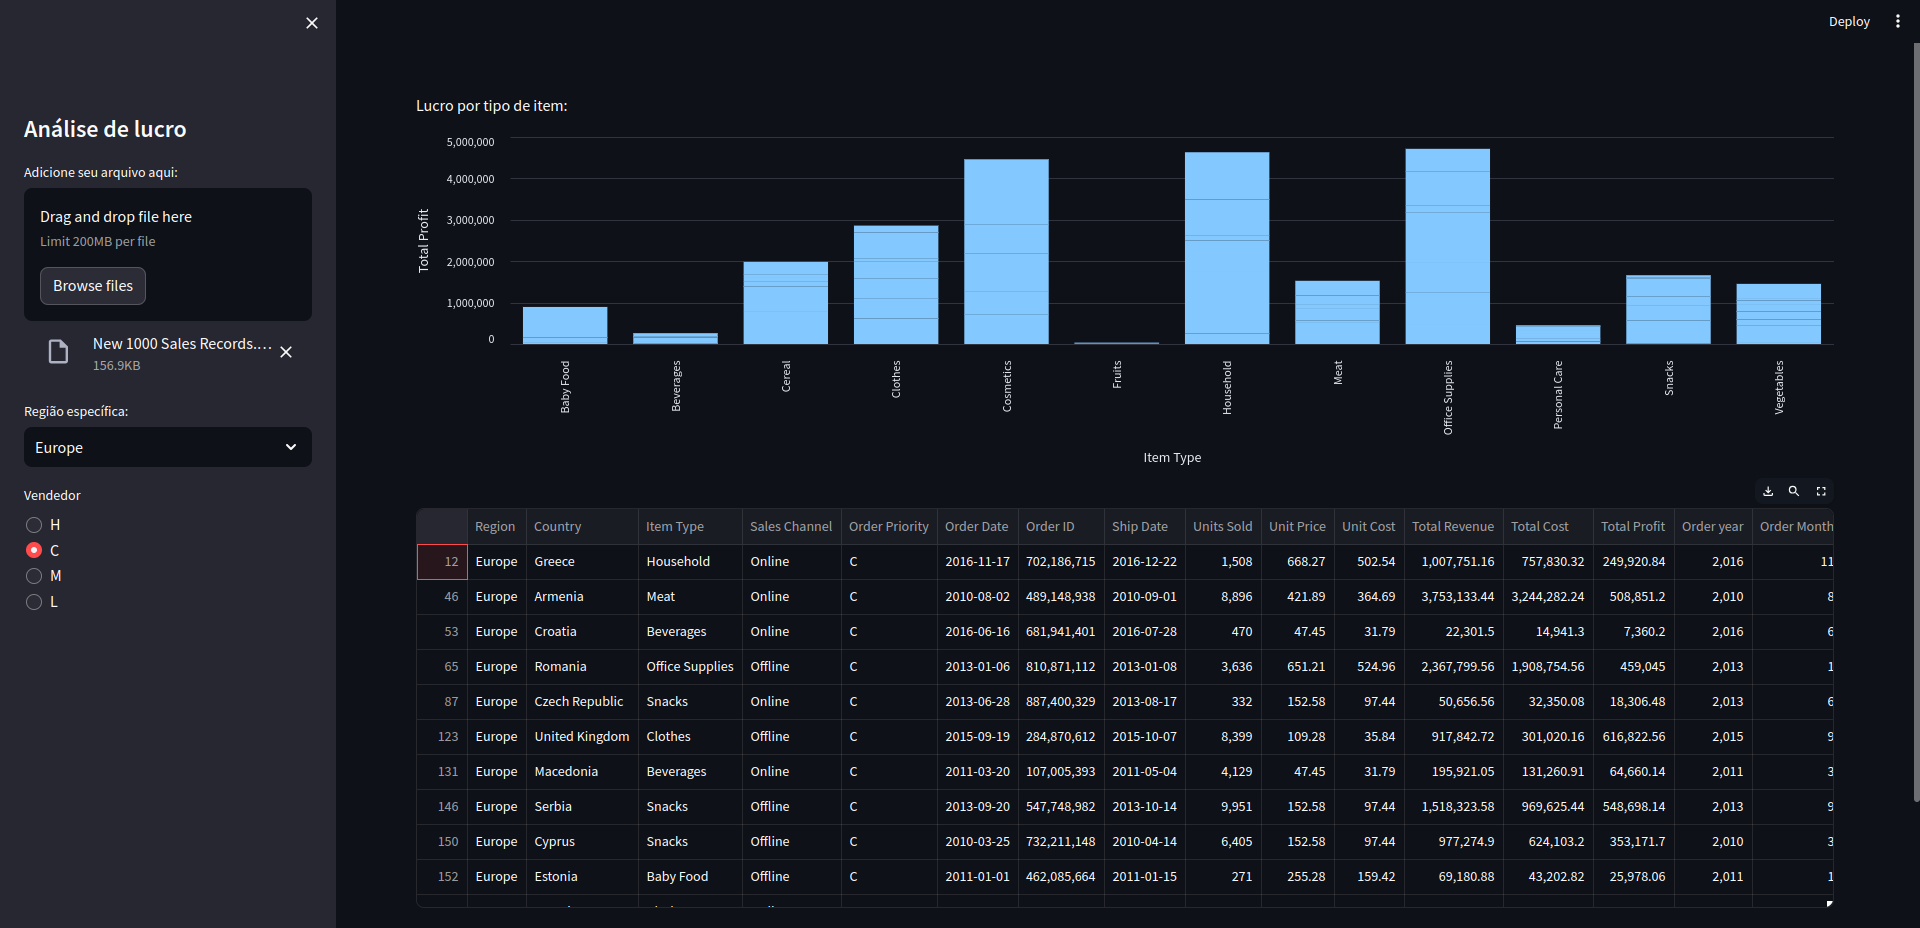 Deploy
Análise de lucro
Adicione seu arquivo aqui:
Drag and drop file here
Limit 200MB per file
Browse files
New 1000 Sales Records....
156.9KB
Região específica:
Europe
Vendedor
H
C
M
L
Lucro por tipo de item:
Total Profit
5,000,000
4,000,000
3,000,000
2,000,000
1,000,000
0
Baby Food
Beverages
Cereal
Clothes
Cosmetics
Fruits
Household
Meat
Office Supplies
Personal Care
Snacks
Vegetables
Item Type
Region Country Item Type Sales Channel Order Priority Order Date Order ID Ship Date Units Sold Unit Price Unit Cost Total Revenue Total Cost Total Profit Order year Order Month
12 Europe Greece Household Online C 2016-11-17 702,186,715 2016-12-22 1,508 668.27 502.54 1,007,751.16 757,830.32 249,920.84 2,016 11
46 Europe Armenia Meat Online C 2010-08-02 489,148,938 2010-09-01 8,896 421.89 364.69 3,753,133.44 3,244,282.24 508,851.2 2,010 8
53 Europe Croatia Beverages Online C 2016-06-16 681,941,401 2016-07-28 470 47.45 31.79 22,301.5 14,941.3 7,360.2 2,016 6
65 Europe Romania Office Supplies Offline C 2013-01-06 810,871,112 2013-01-08 3,636 651.21 524.96 2,367,799.56 1,908,754.56 459,045 2,013 1
87 Europe Czech Republic Snacks Online C 2013-06-28 887,400,329 2013-08-17 332 152.58 97.44 50,656.56 32,350.08 18,306.48 2,013 6
123 Europe United Kingdom Clothes Offline C 2015-09-19 284,870,612 2015-10-07 8,399 109.28 35.84 917,842.72 301,020.16 616,822.56 2,015 9
131 Europe Macedonia Beverages Online C 2011-03-20 107,005,393 2011-05-04 4,129 47.45 31.79 195,921.05 131,260.91 64,660.14 2,011 3
146 Europe Serbia Snacks Offline C 2013-09-20 547,748,982 2013-10-14 9,951 152.58 97.44 1,518,323.58 969,625.44 548,698.14 2,013 9
150 Europe Cyprus Snacks Offline C 2010-03-25 732,211,148 2010-04-14 6,405 152.58 97.44 977,274.9 624,103.2 353,171.7 2,010 3
152 Europe Estonia Baby Food Offline C 2011-01-01 462,085,664 2011-01-15 271 255.28 159.42 69,180.88 43,202.82 25,978.06 2,011 1